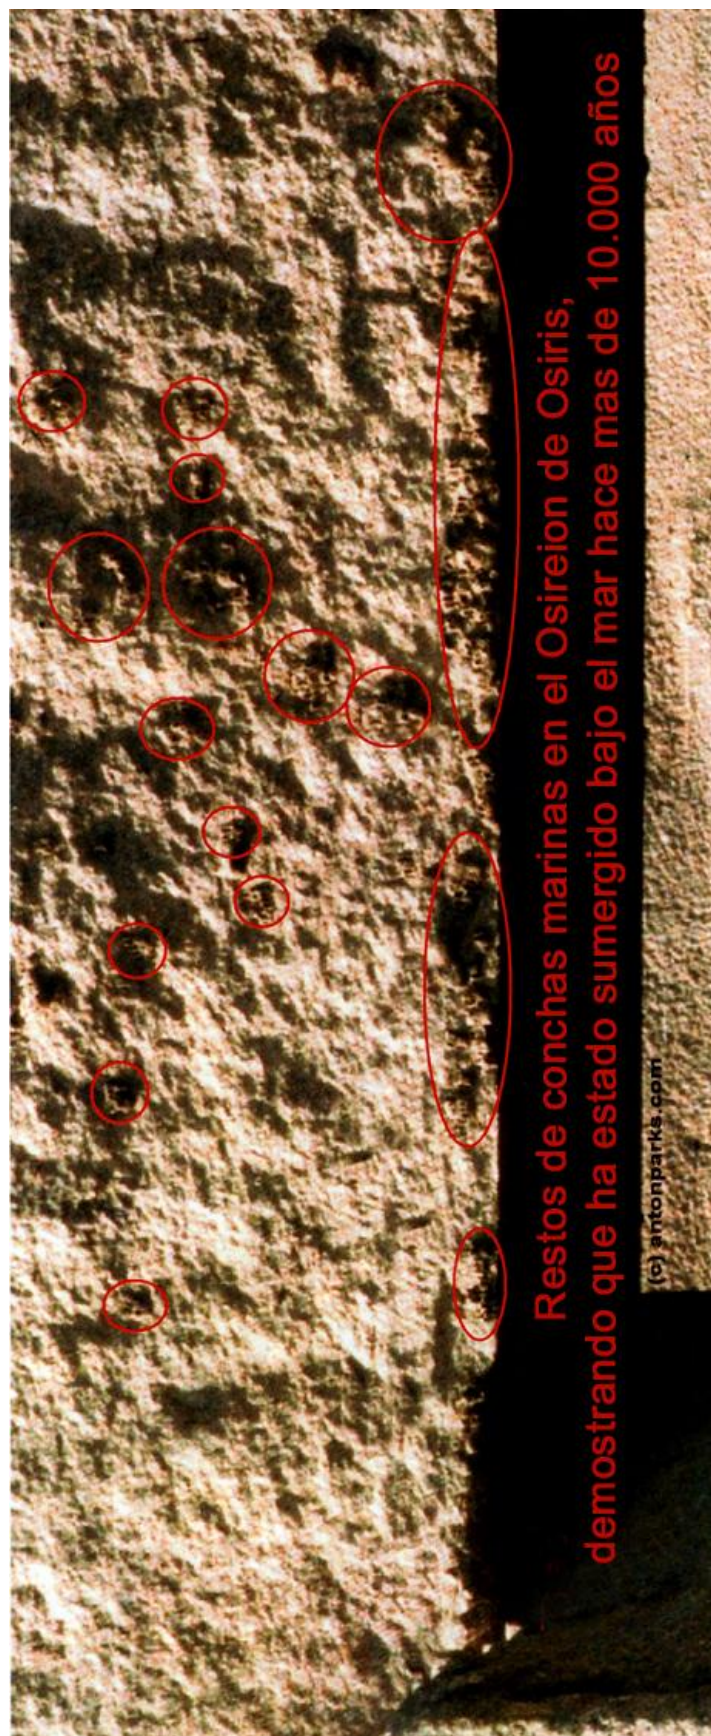 Restos de conchas marinas en el Osireion de Osiris,
demostrando que ha estado sumergido bajo el mar hace mas de 10.000 años
(c) antonparks.com